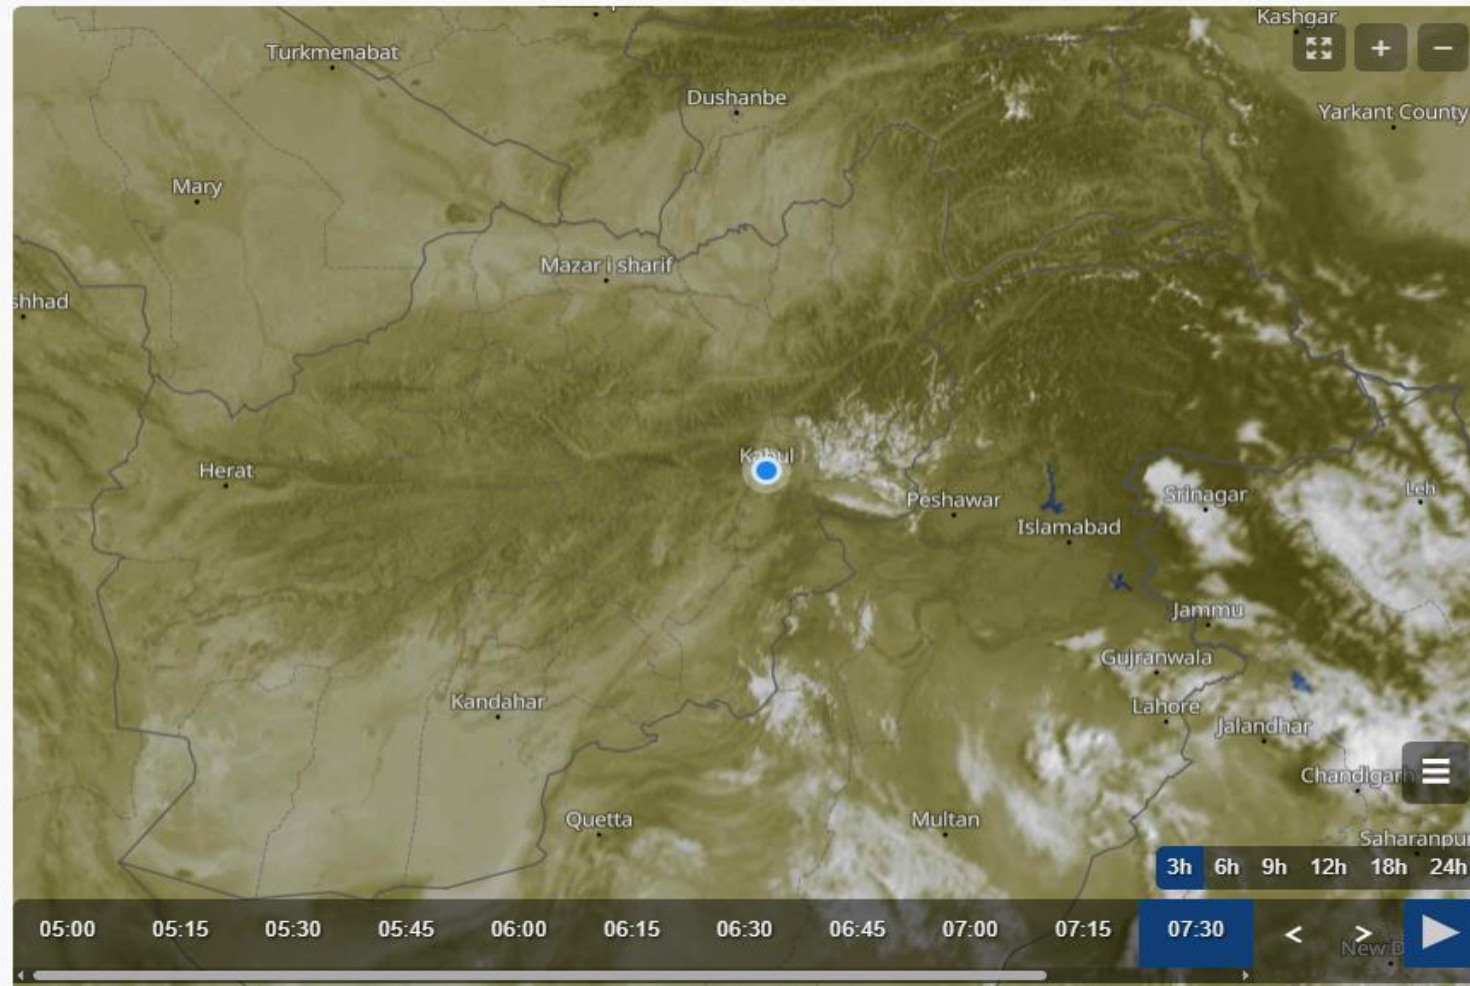 Kashgar
Turkmenabat
Dushanbe
Yarkant County
Mary
Mazar i sharif
shhad
Kabul
Herat
Srinagar
Leh
Peshawar
Islamabad
Jammu
Gujranwala
Kandahar
Lahore
Jalandhar
Chandigarh
Quetta
Multan
Saharanpur
3h 6h 9h 12h 18h 24h
05:00 05:15 05:30 05:45 06:00 06:15 06:30 06:45 07:00 07:15 07:30 < >
New D